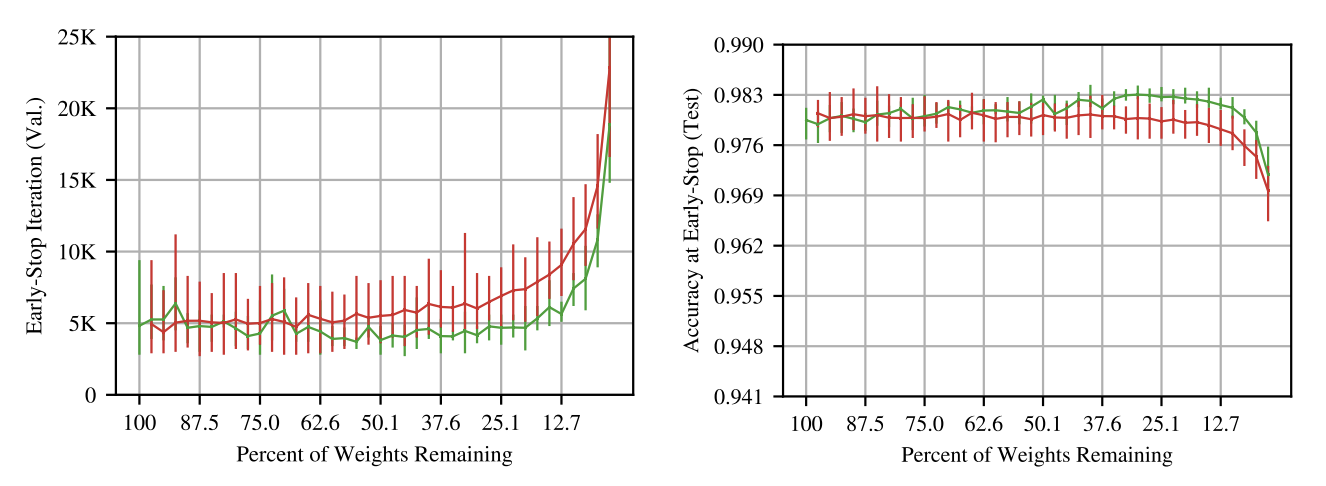 Early-Stop Iteration (Val.)
25K
20K
15K
10K
5K
0
100 87.5 75.0 62.6 50.1 37.6 25.1 12.7
Percent of Weights Remaining
Accuracy at Early-Stop (Test)
0.990
0.983
0.976
0.969
0.962
0.955
0.948
0.941
100 87.5 75.0 62.6 50.1 37.6 25.1 12.7
Percent of Weights Remaining